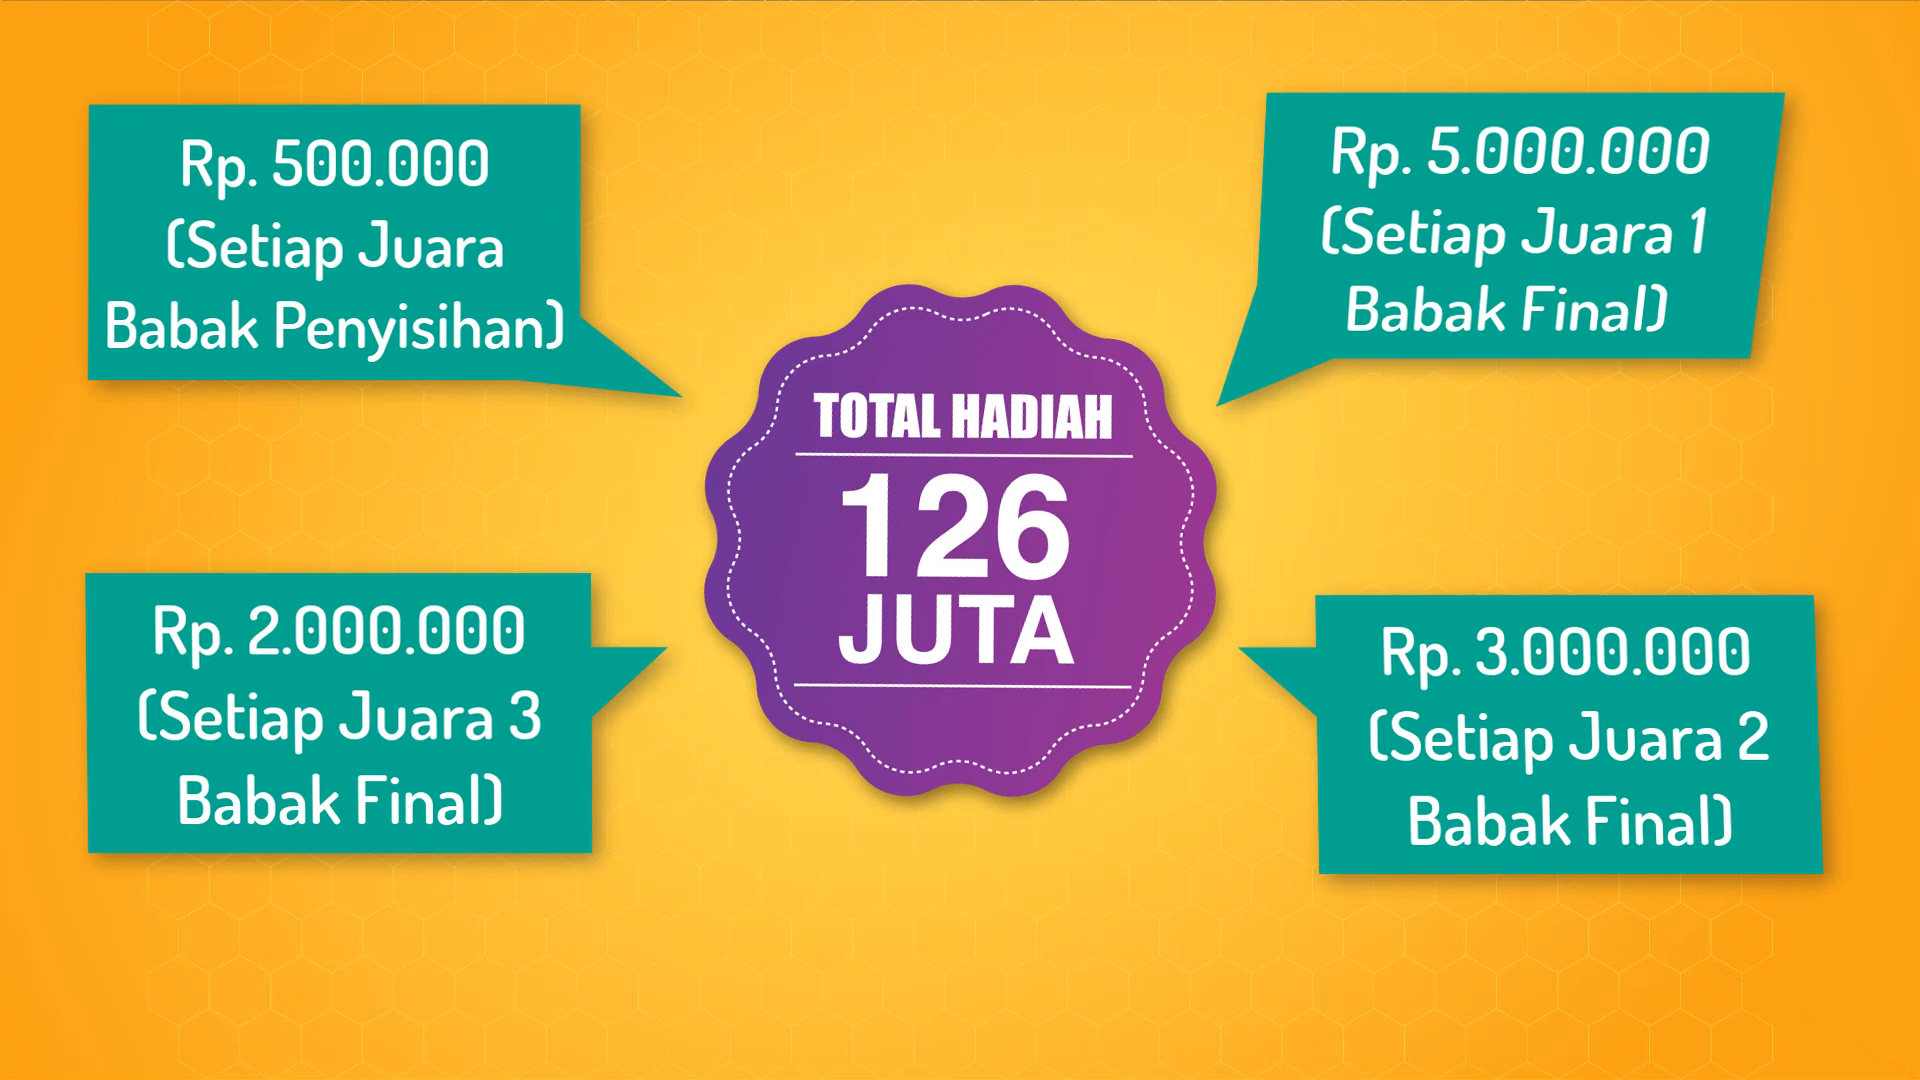 Rp. 500.000
(Setiap Juara
Babak Penyisihan)
Rp. 5.000.000
(Setiap Juara 1
Babak Final)
TOTAL HADIAH
126
JUTA
Rp. 2.000.000
(Setiap Juara 3
Babak Final)
Rp. 3.000.000
(Setiap Juara 2
Babak Final)